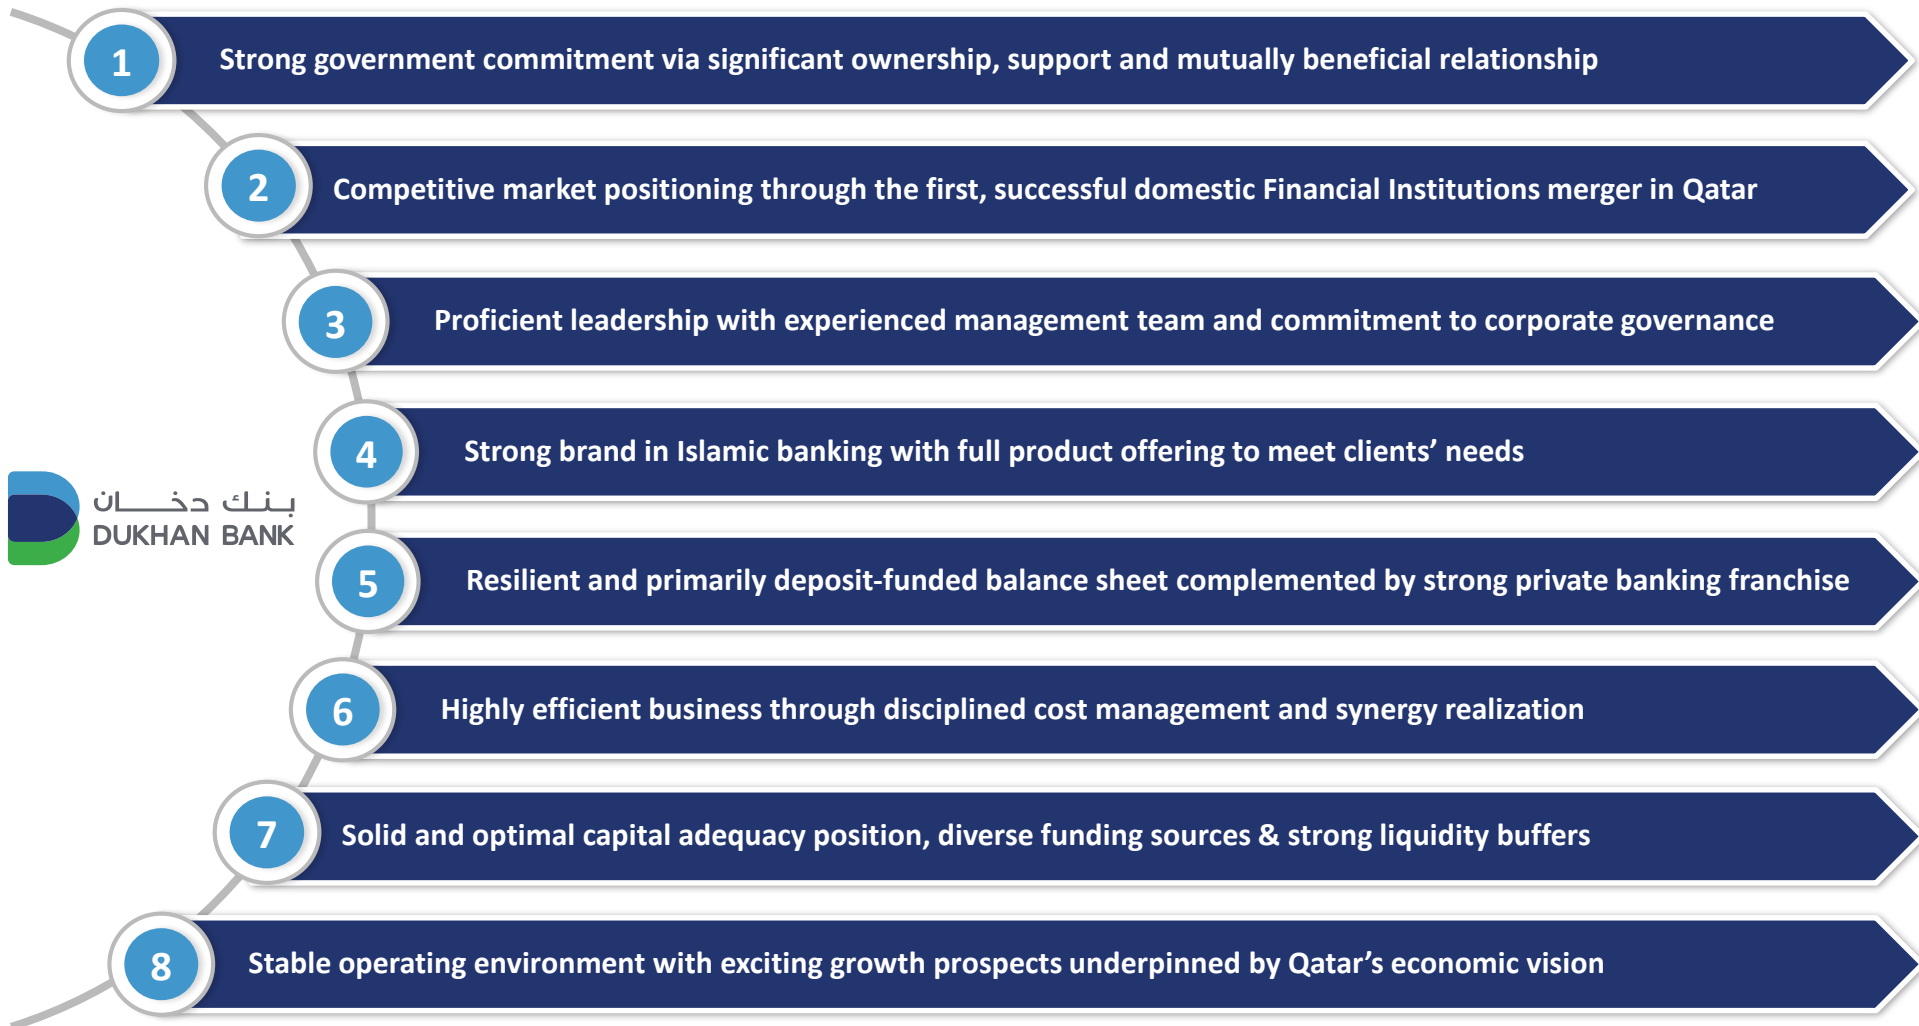 1
Strong government commitment via significant ownership, support and mutually beneficial relationship
2
Competitive market positioning through the first, successful domestic Financial Institutions merger in Qatar
3
Proficient leadership with experienced management team and commitment to corporate governance
4
Strong brand in Islamic banking with full product offering to meet clients’ needs
بنك دخان
DUKHAN BANK
5
Resilient and primarily deposit-funded balance sheet complemented by strong private banking franchise
6
Highly efficient business through disciplined cost management and synergy realization
7
Solid and optimal capital adequacy position, diverse funding sources & strong liquidity buffers
8
Stable operating environment with exciting growth prospects underpinned by Qatar’s economic vision